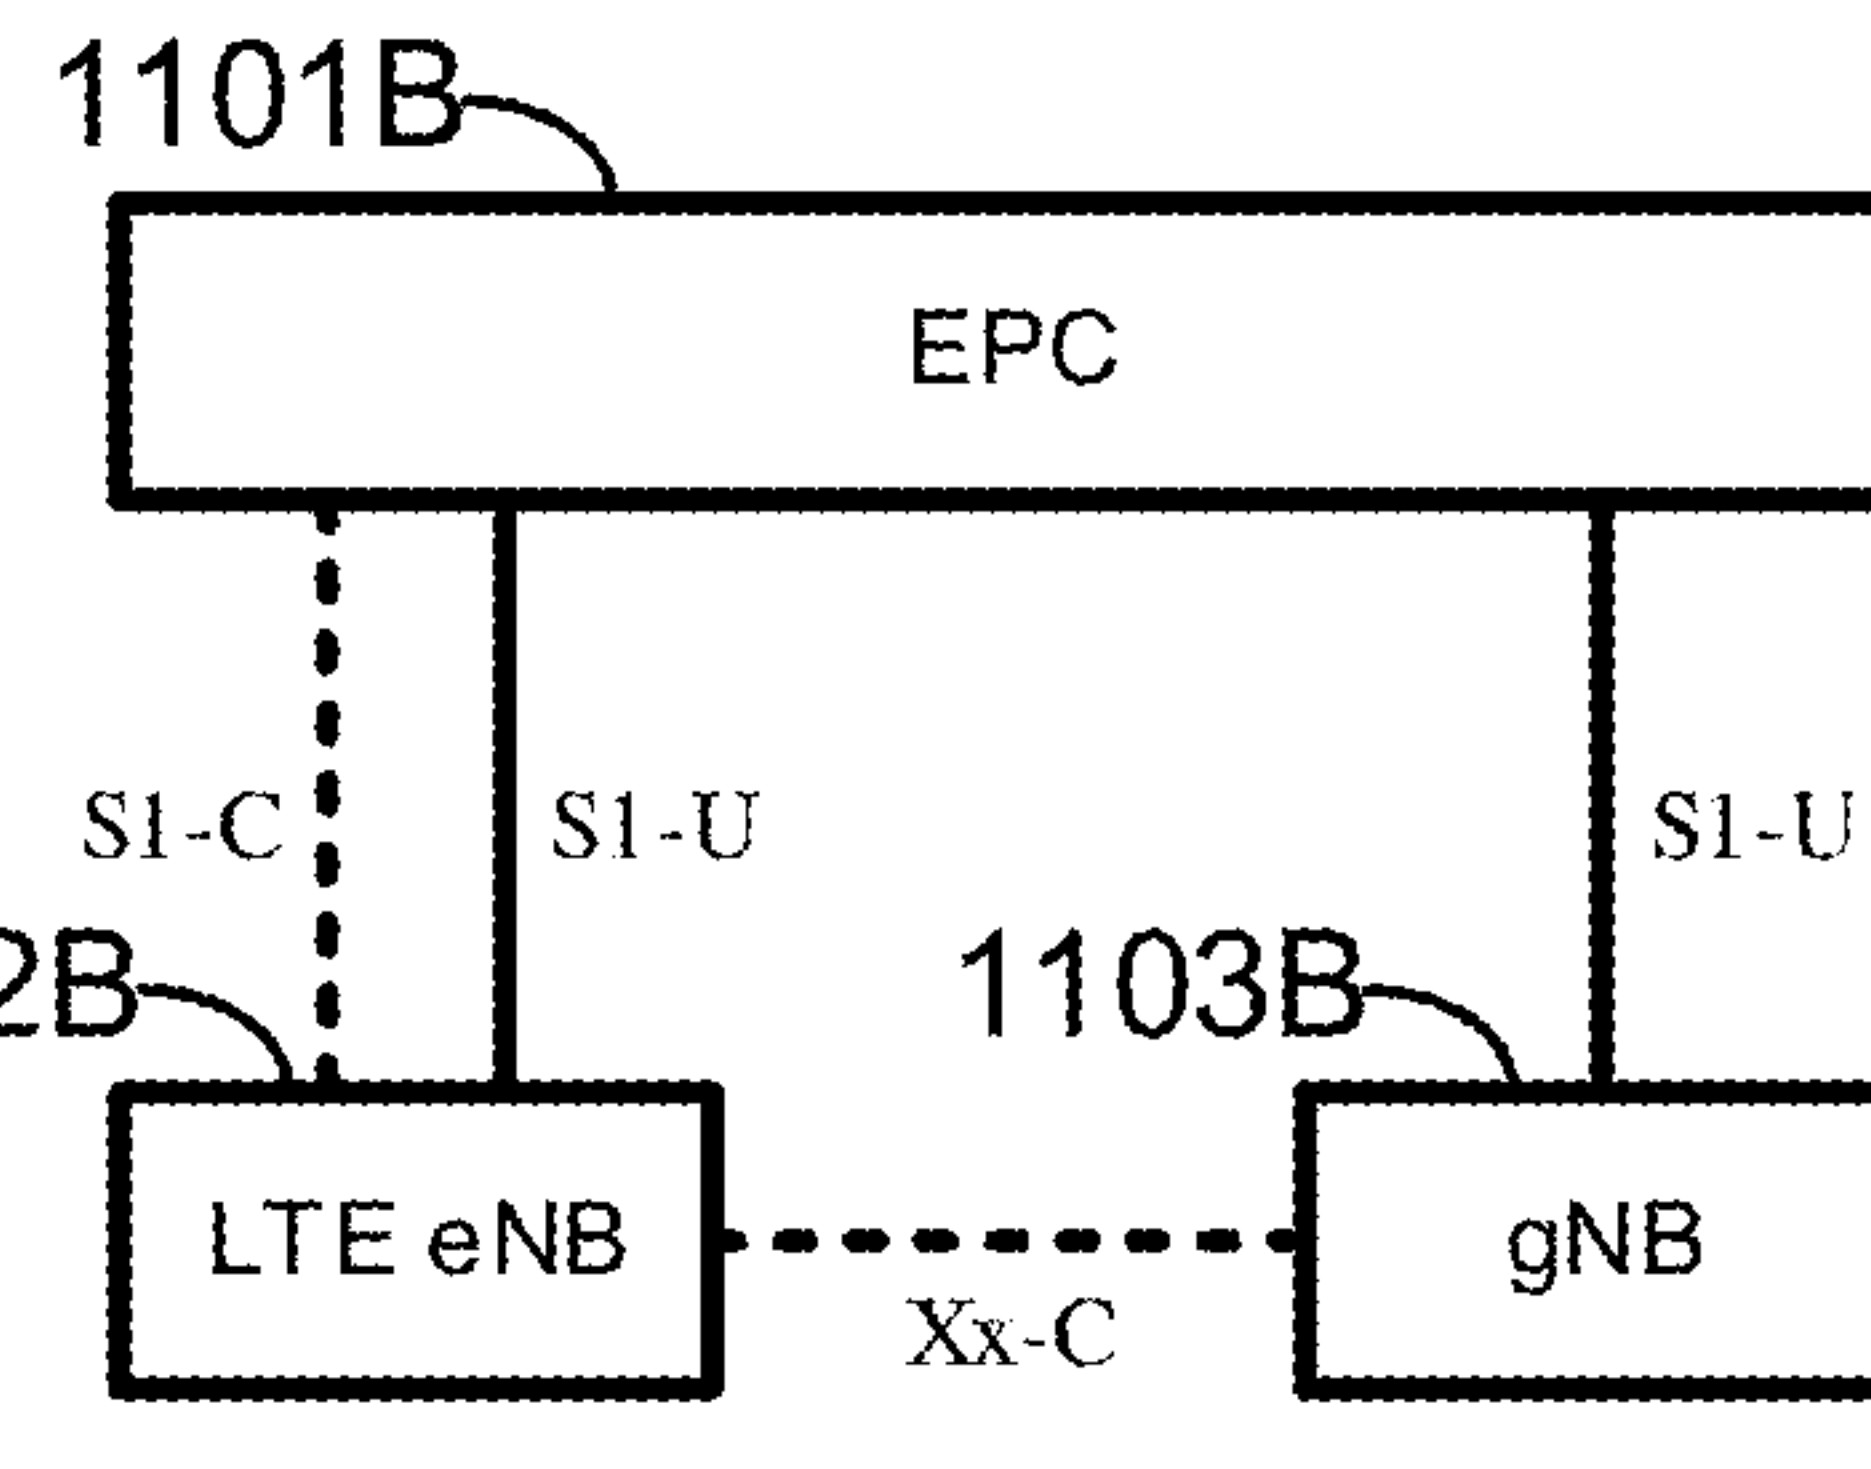 1101B
EPC
S1-C S1-U S1-U
2B 1103B
LTE eNB gNB
Xx-C